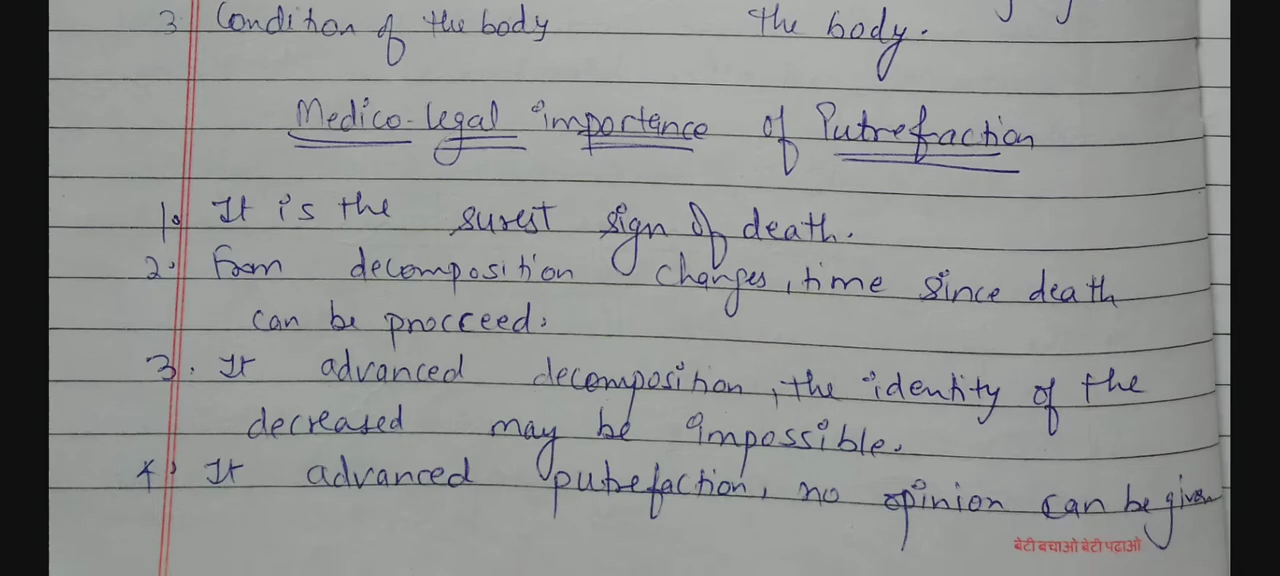 3. Condition of the body the body.
Medico-legal importance of Putrefaction
1. It is the surest sign of death.
2. From decomposition changes, time since death
can be procceed.
3. It advanced decomposition, the identity of the
decreased may be impossible.
4. It advanced putrefaction, no opinion can be given
बेटी बचाओ बेटी पढाओ